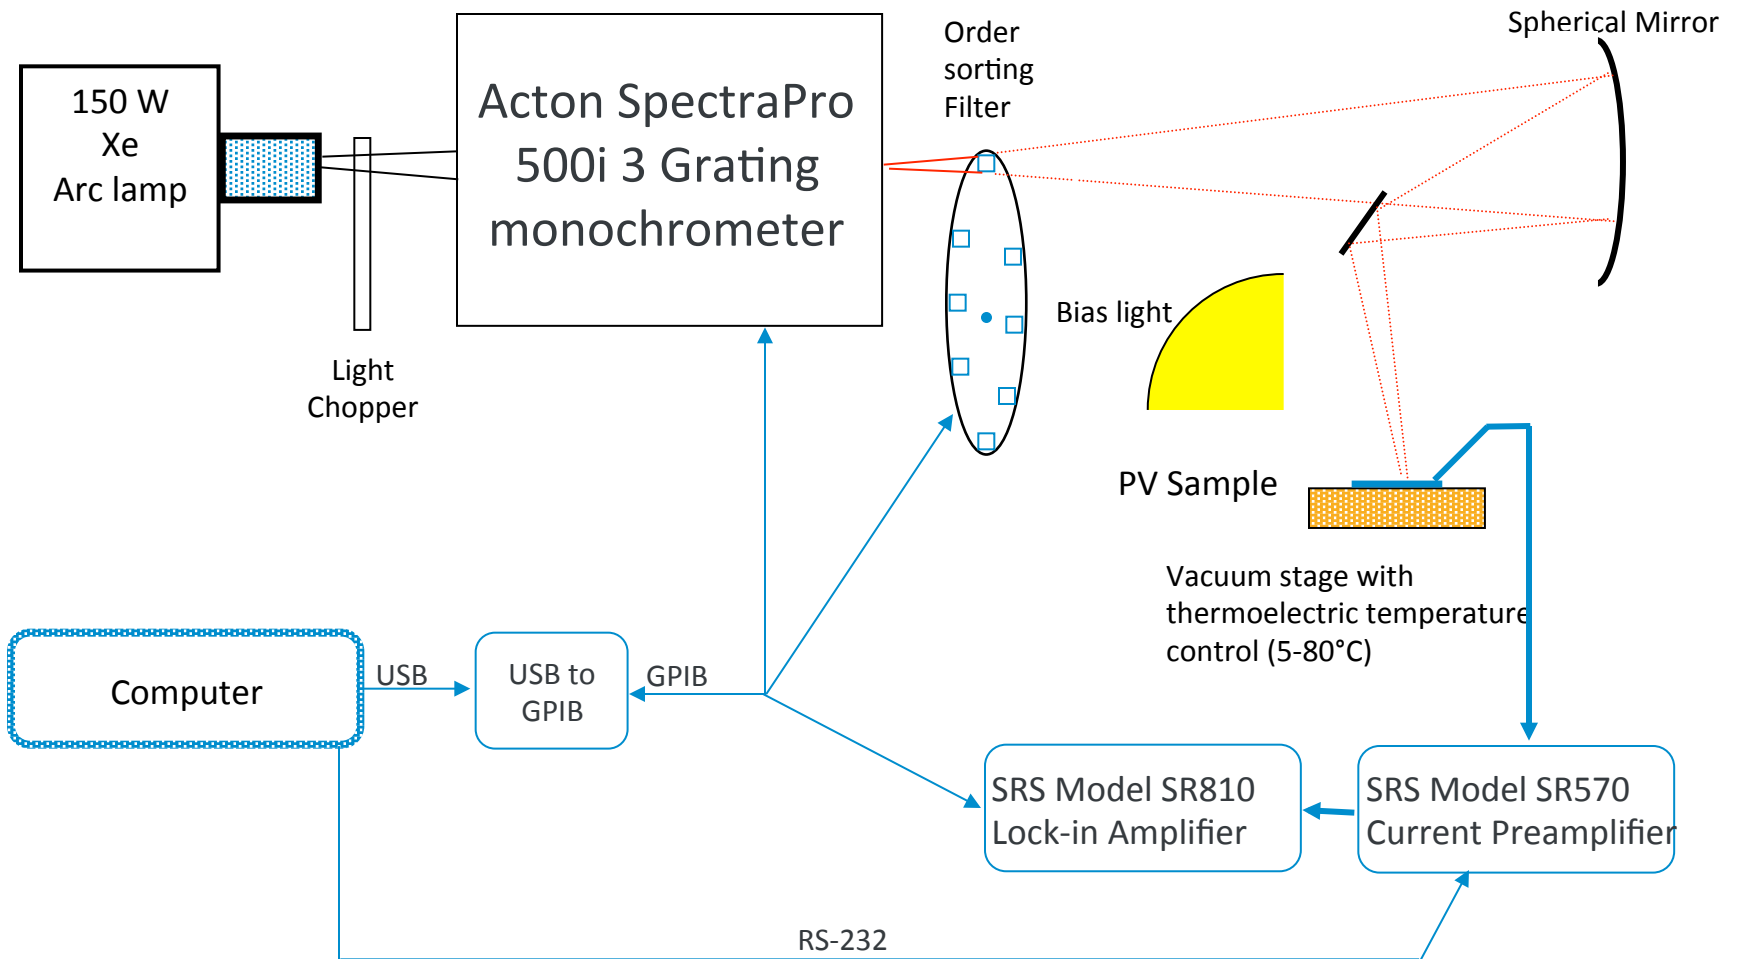 Spherical Mirror
Order
sorting
Filter
150 W
Xe
Arc lamp
Acton SpectraPro
500i 3 Grating
monochrometer
Bias light
Light
Chopper
PV Sample
Vacuum stage with
thermoelectric temperature
control (5-80°C)
Computer
USB
USB to
GPIB
GPIB
SRS Model SR810
Lock-in Amplifier
SRS Model SR570
Current Preamplifier
RS-232